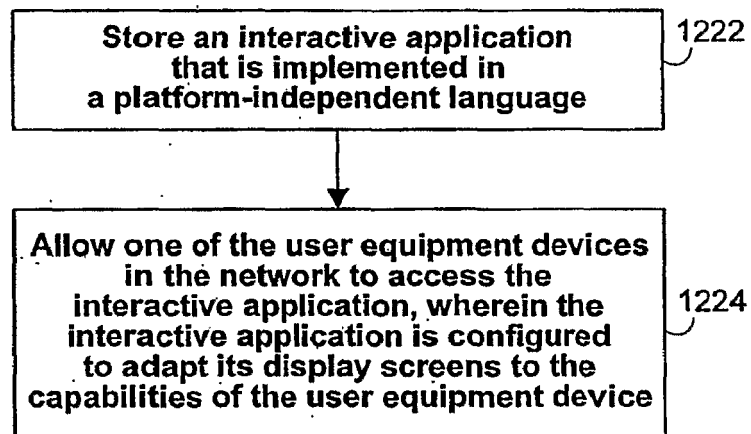 Store an interactive application
that is implemented in
a platform-independent language
1222
Allow one of the user equipment devices
in the network to access the
interactive application, wherein the
interactive application is configured
to adapt its display screens to the
capabilities of the user equipment device
1224